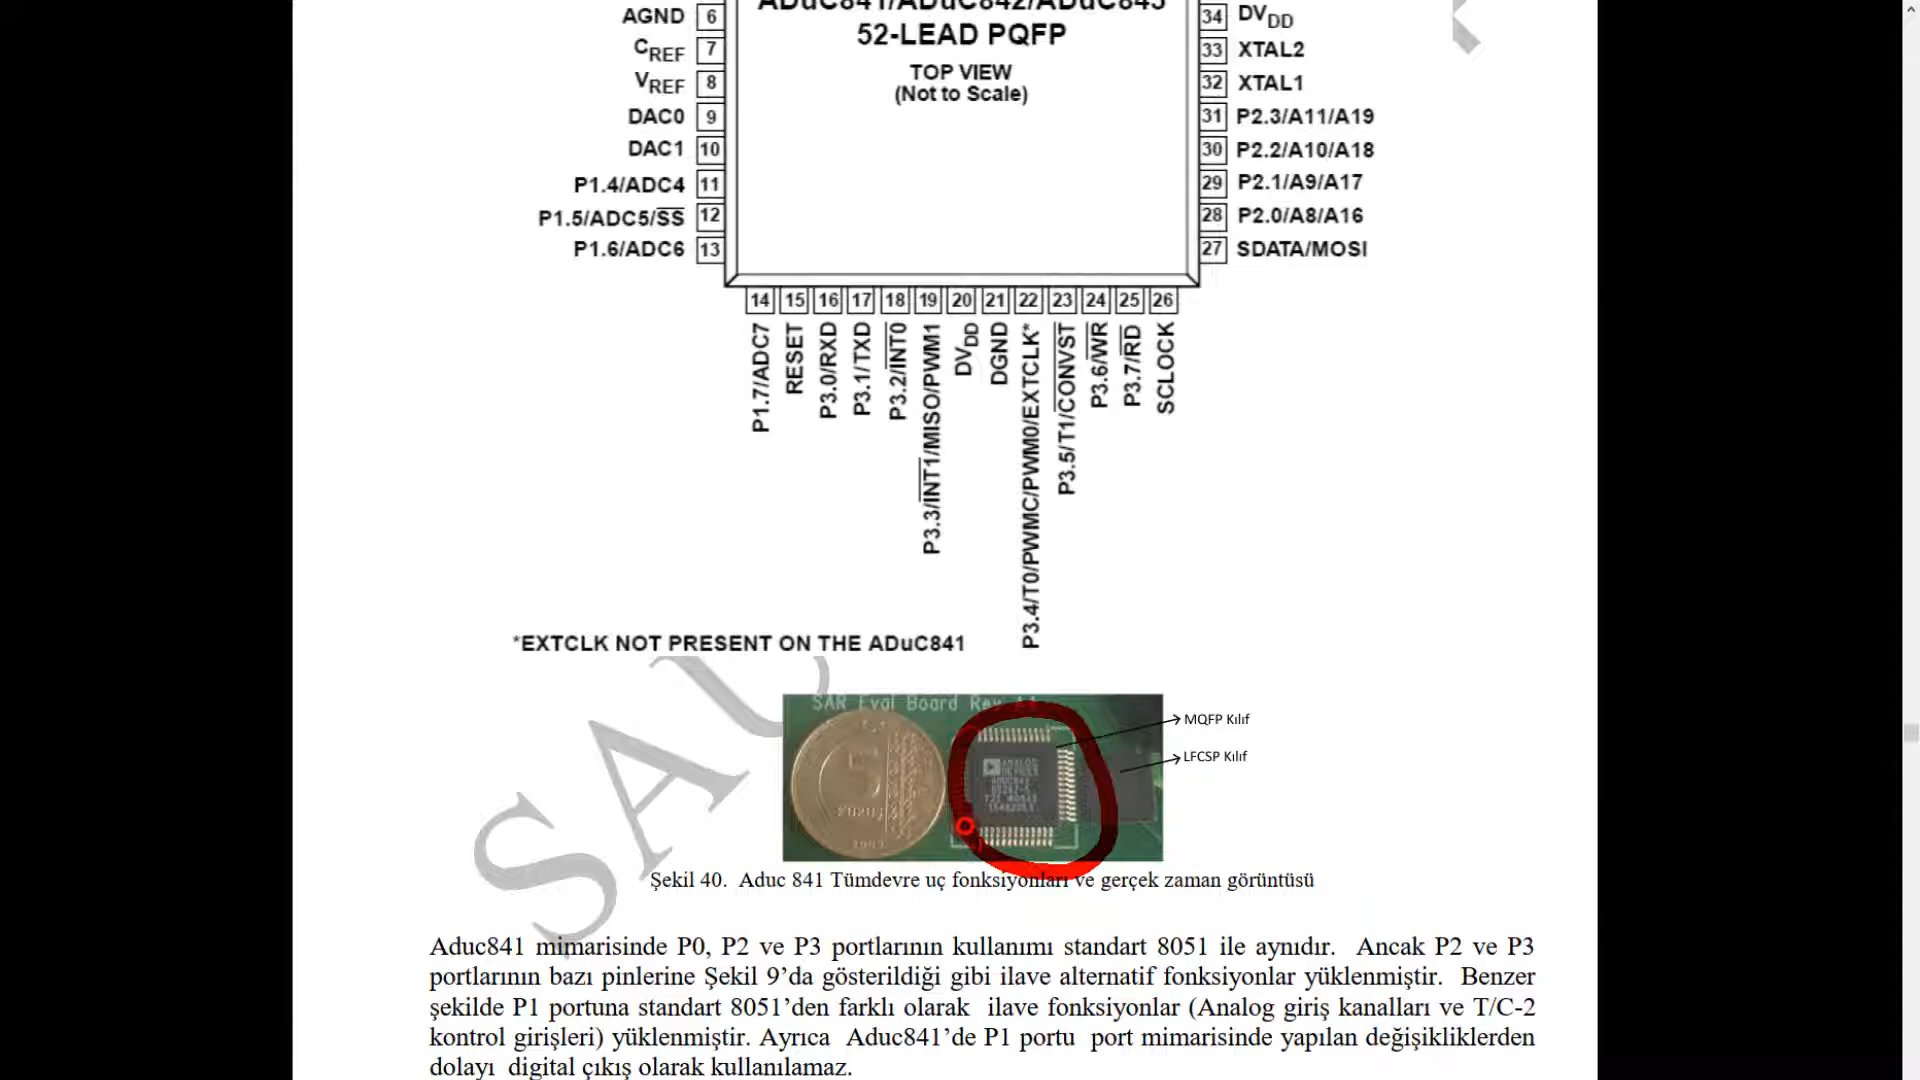 ADuC841/ADuC842/ADuC843
52-LEAD PQFP
TOP VIEW
(Not to Scale)
AGND 6
CREF 7
VREF 8
DAC0 9
DAC1 10
P1.4/ADC4 11
P1.5/ADC5/SS 12
P1.6/ADC6 13
34 DVDD
33 XTAL2
32 XTAL1
31 P2.3/A11/A19
30 P2.2/A10/A18
29 P2.1/A9/A17
28 P2.0/A8/A16
27 SDATA/MOSI
14 15 16 17 18 19 20 21 22 23 24 25 26
P1.7/ADC7
RESET
P3.0/RXD
P3.1/TXD
P3.2/INT0
P3.3/INT1/MISO/PWM1
DVDD
DGND
P3.4/T0/PWMC/PWM0/EXTCLK*
P3.5/T1/CONVST
P3.6/WR
P3.7/RD
SCLOCK
*EXTCLK NOT PRESENT ON THE ADuC841
SAR Eval Board Rev
5
KURUŞ
ANALOG
DEVICES
MQFP Kılıf
LFCSP Kılıf
Şekil 40. Aduc 841 Tümdevre uç fonksiyonları ve gerçek zaman görüntüsü
Aduc841 mimarisinde P0, P2 ve P3 portlarının kullanımı standart 8051 ile aynıdır. Ancak P2 ve P3
portlarının bazı pinlerine Şekil 9’da gösterildiği gibi ilave alternatif fonksiyonlar yüklenmiştir. Benzer
şekilde P1 portuna standart 8051’den farklı olarak ilave fonksiyonlar (Analog giriş kanalları ve T/C-2
kontrol girişleri) yüklenmiştir. Ayrıca Aduc841’de P1 portu port mimarisinde yapılan değişikliklerden
dolayı digital çıkış olarak kullanılamaz.